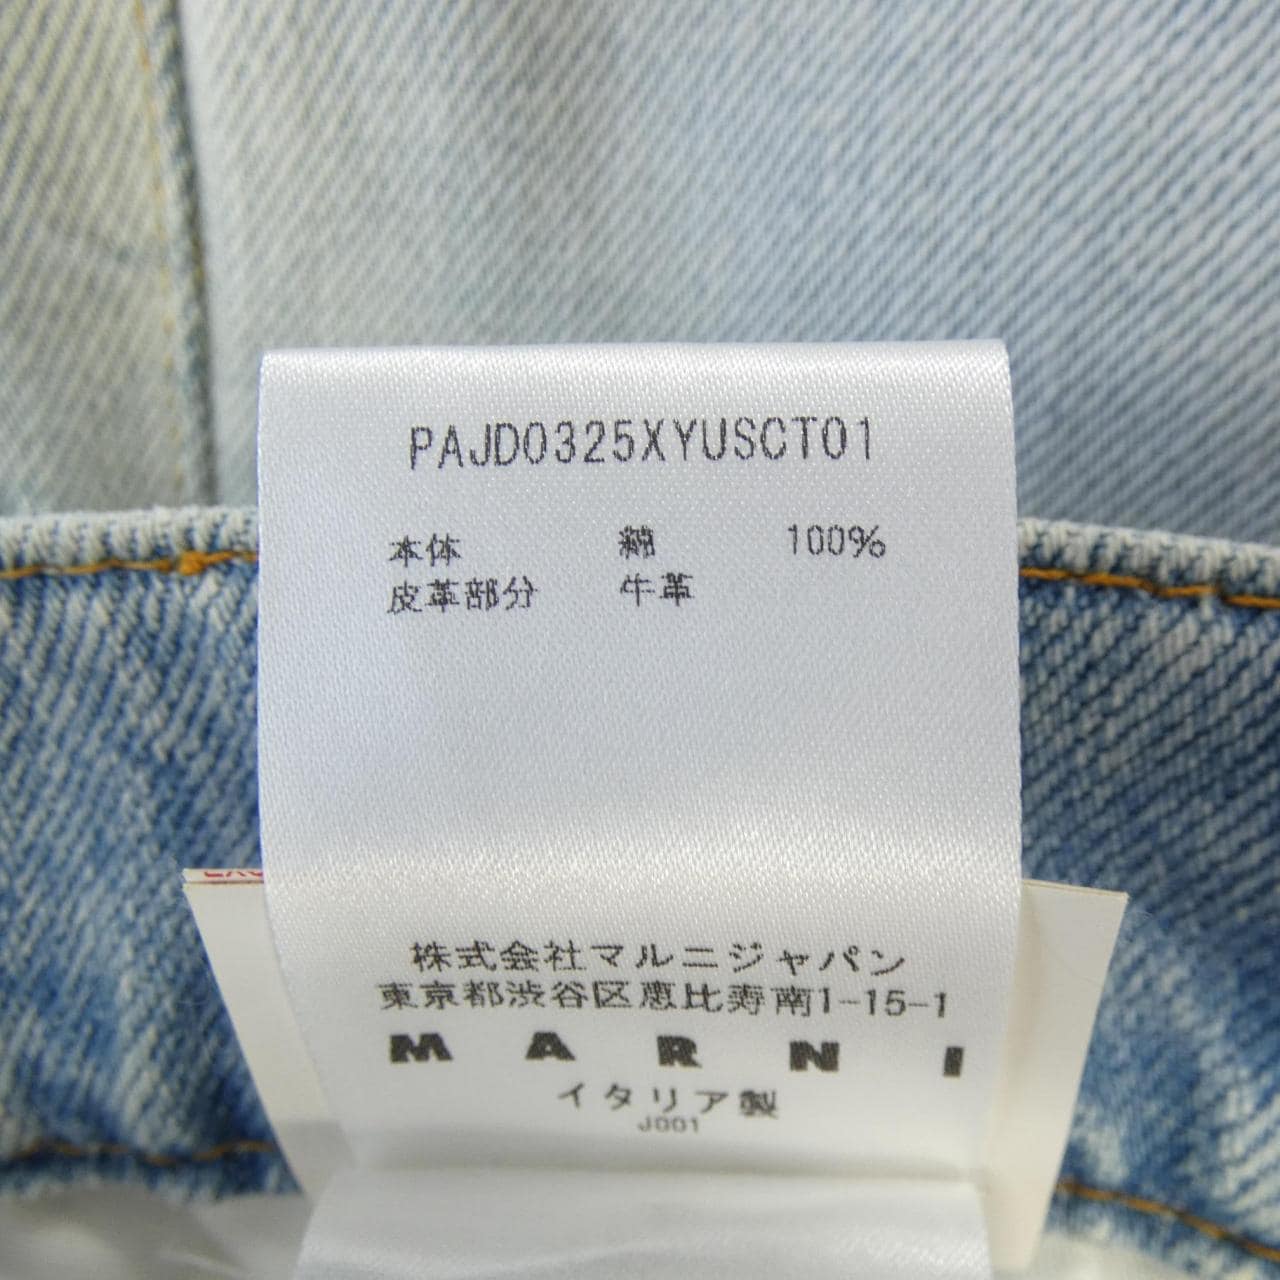 PAJD0325XYUSCT01
本体 綿 100%
皮革部分 牛革
株式会社マルニジャパン
東京都渋谷区恵比寿南1-15-1
MARNI
イタリア製
J001